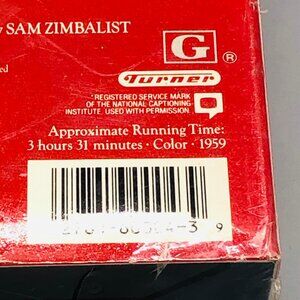 SAM ZIMBALIST
G ®
Turner
REGISTERED SERVICE MARK
OF THE NATIONAL CAPTIONING
INSTITUTE. USED WITH PERMISSION.
Approximate Running Time:
3 hours 31 minutes · Color · 1959
9